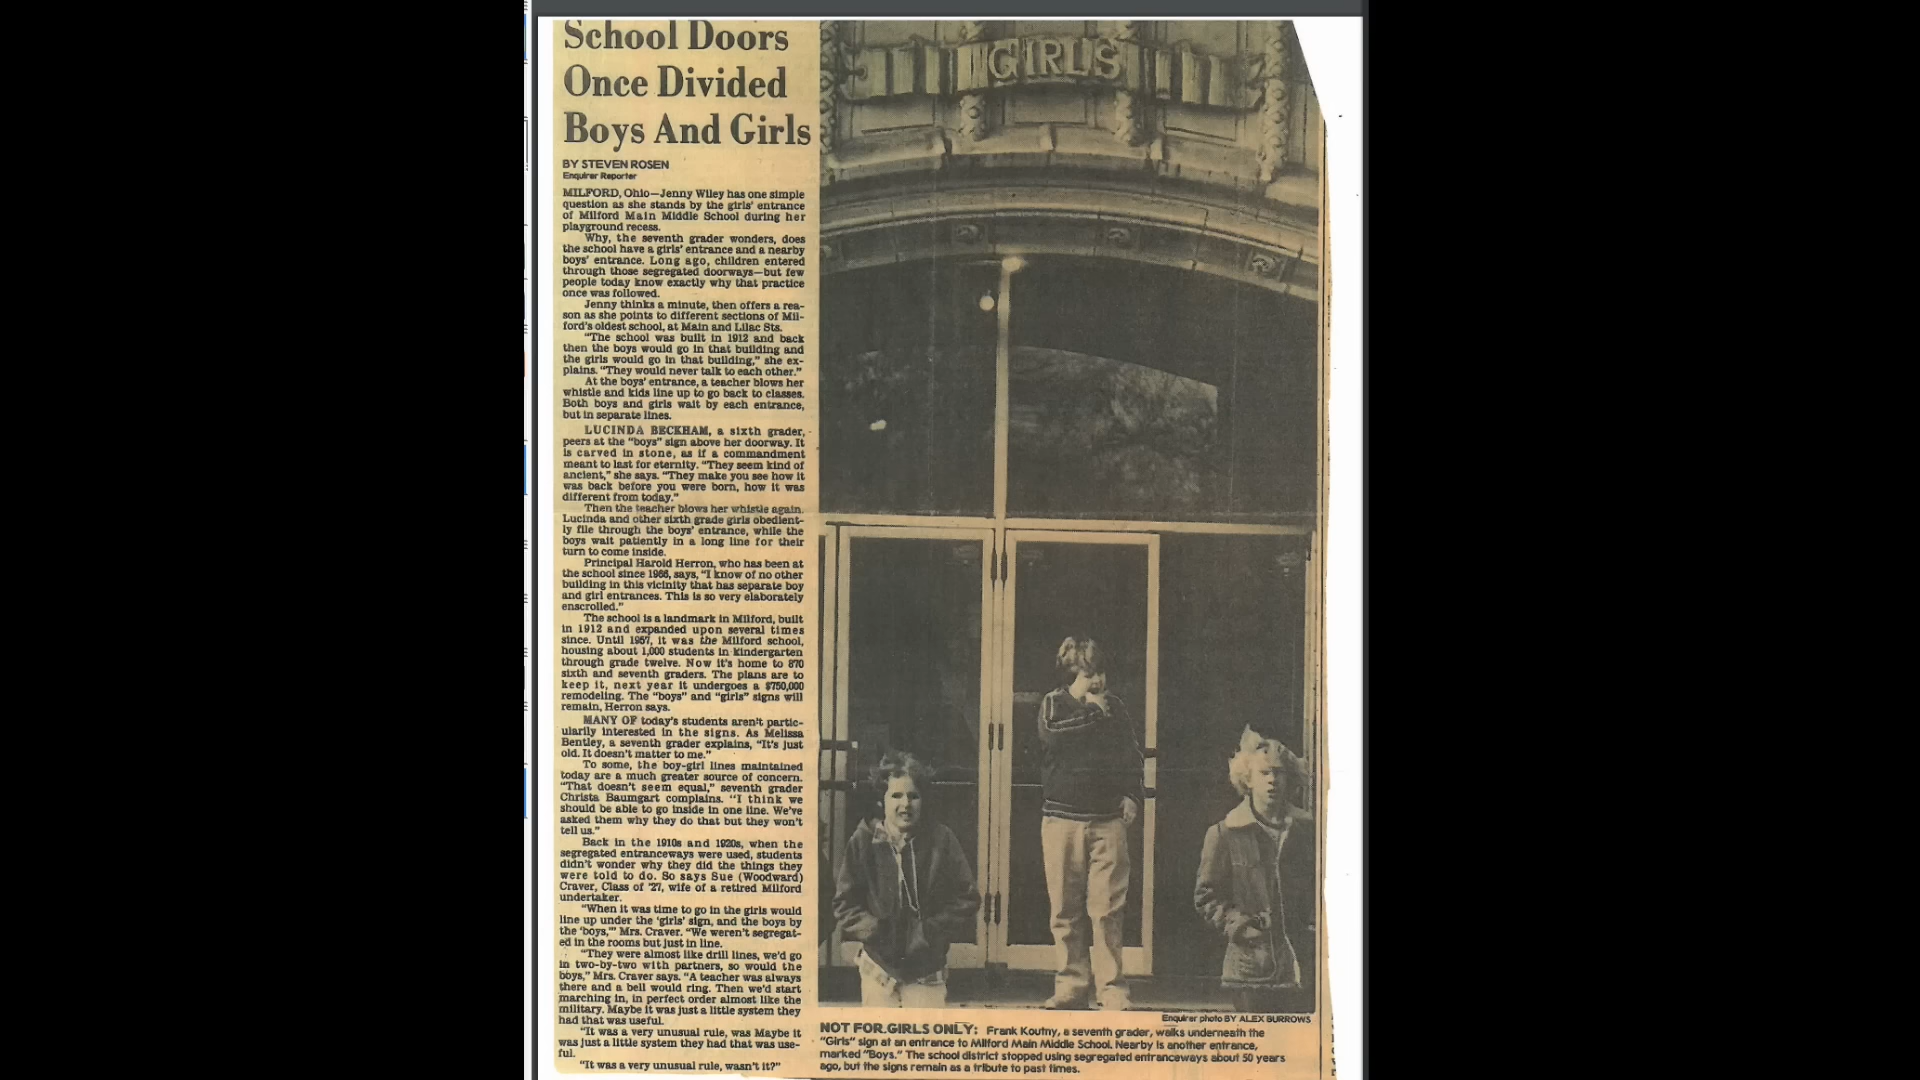 School Doors
Once Divided
Boys And Girls
BY STEVEN ROSEN
Enquirer Reporter
MILFORD, Ohio—Jenny Wiley has one simple
question as she stands by the girls' entrance
of Milford Main Middle School during her
playground recess.
Why, the seventh grader wonders, does
the school have a girls' entrance and a nearby
boys' entrance. Long ago, children entered
through those segregated doorways—but few
people today know exactly why that practice
once was followed.
Jenny thinks a minute, then offers a rea-
son as she points to different sections of Mil-
ford's oldest school, at Main and Lilac Sts.
"The school was built in 1912 and back
then the boys would go in that building and
the girls would go in that building," she ex-
plains. "They would never talk to each other."
At the boys' entrance, a teacher blows her
whistle and kids line up to go back to classes.
Both boys and girls wait by each entrance,
but in separate lines.
LUCINDA BECKHAM, a sixth grader,
peers at the "boys" sign above her doorway. It
is carved in stone, as if a commandment
meant to last for eternity. "They seem kind of
ancient," she says. "They make you see how it
was back before you were born, how it was
different from today."
Then the teacher blows her whistle again.
Lucinda and other sixth grade girls obedient-
ly file through the boys' entrance, while the
boys wait patiently in a long line for their
turn to come inside.
Principal Harold Herron, who has been at
the school since 1966, says, "I know of no other
building in this vicinity that has separate boy
and girl entrances. This is so very elaborately
enscrolled."
The school is a landmark in Milford, built
in 1912 and expanded upon several times
since. Until 1957, it was the Milford school,
housing about 1,000 students in kindergarten
through grade twelve. Now it's home to 870
sixth and seventh graders. The plans are to
keep it, next year it undergoes a $750,000
remodeling. The "boys" and "girls" signs will
remain, Herron says.
MANY OF today's students aren't partic-
ularily interested in the signs. As Melissa
Bentley, a seventh grader explains, "It's just
old. It doesn't matter to me."
To some, the boy-girl lines maintained
today are a much greater source of concern.
"That doesn't seem equal," seventh grader
Christa Baumgart complains. "I think we
should be able to go inside in one line. We've
asked them why they do that but they won't
tell us."
Back in the 1910s and 1920s, when the
segregated entranceways were used, students
didn't wonder why they did the things they
were told to do. So says Sue (Woodward)
Craver, Class of '27, wife of a retired Milford
undertaker.
"When it was time to go in the girls would
line up under the 'girls' sign, and the boys by
the 'boys,'" Mrs. Craver. "We weren't segregat-
ed in the rooms but just in line.
"They were almost like drill lines, we'd go
in two-by-two with partners, so would the
boys," Mrs. Craver says. "A teacher was always
there and a bell would ring. Then we'd start
marching in, in perfect order almost like the
military. Maybe it was just a little system they
had that was useful.
"It was a very unusual rule, was Maybe it
was just a little system they had that was use-
ful.
"It was a very unusual rule, wasn't it?"
GIRLS
Enquirer photo BY ALEX BURROWS
NOT FOR GIRLS ONLY: Frank Koutny, a seventh grader, walks underneath the
"Girls" sign at an entrance to Milford Main Middle School. Nearby is another entrance,
marked "Boys." The school district stopped using segregated entranceways about 50 years
ago, but the signs remain as a tribute to past times.